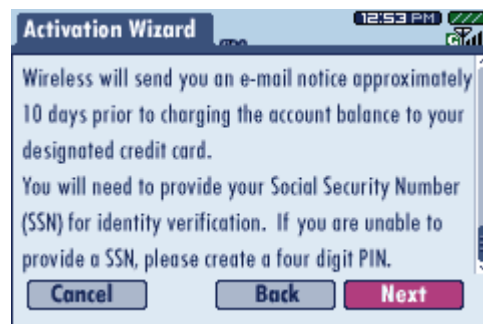 Activation Wizard
12:53 PM
Wireless will send you an e-mail notice approximately
10 days prior to charging the account balance to your
designated credit card.
You will need to provide your Social Security Number
(SSN) for identity verification. If you are unable to
provide a SSN, please create a four digit PIN.
Cancel Back Next